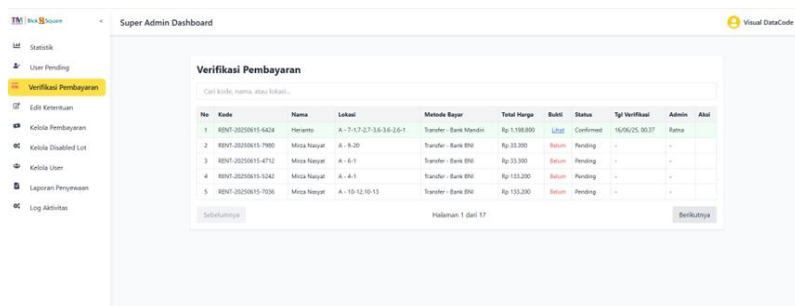 TM Rick Square <
Super Admin Dashboard
Visual DataCode
Statistik
User Pending
Verifikasi Pembayaran
Edit Ketentuan
Kelola Pembayaran
Kelola Disabled Lot
Kelola User
Laporan Penyewaan
Log Aktivitas
Verifikasi Pembayaran
Cari kode, nama, atau lokasi...
No Kode Nama Lokasi Metode Bayar Total Harga Bukti Status Tgl Verifikasi Admin Aksi
1 RENT-20250615-6424 Herianto A - 7-1.7-2.7-3.6-3.6-2.6-1 Transfer - Bank Mandiri Rp 1.198.800 Lihat Confirmed 16/06/25, 00.37 Ratna
2 RENT-20250615-7980 Mirza Nasyat A - 9-20 Transfer - Bank BNI Rp 33.300 Belum Pending - -
3 RENT-20250615-4712 Mirza Nasyat A - 6-1 Transfer - Bank BNI Rp 33.300 Belum Pending - -
4 RENT-20250615-5242 Mirza Nasyat A - 4-1 Transfer - Bank BNI Rp 133.200 Belum Pending - -
5 RENT-20250615-7036 Mirza Nasyat A - 10-12.10-13 Transfer - Bank BNI Rp 133.200 Belum Pending - -
Sebelumnya
Halaman 1 dari 17
Berikutnya